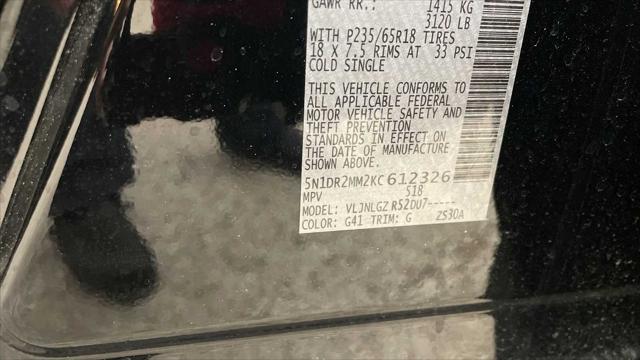 GAWR RR.: 1415 KG
3120 LB
WITH P235/65R18 TIRES
18 X 7.5 RIMS AT 33 PSI
COLD SINGLE
THIS VEHICLE CONFORMS TO
ALL APPLICABLE FEDERAL
MOTOR VEHICLE SAFETY AND
THEFT PREVENTION
STANDARDS IN EFFECT ON
THE DATE OF MANUFACTURE
SHOWN ABOVE.
5N1DR2MM2KC612326
MPV 518
MODEL: VLJNLGZ R52DU7-----
COLOR: G41 TRIM: G ZS30A